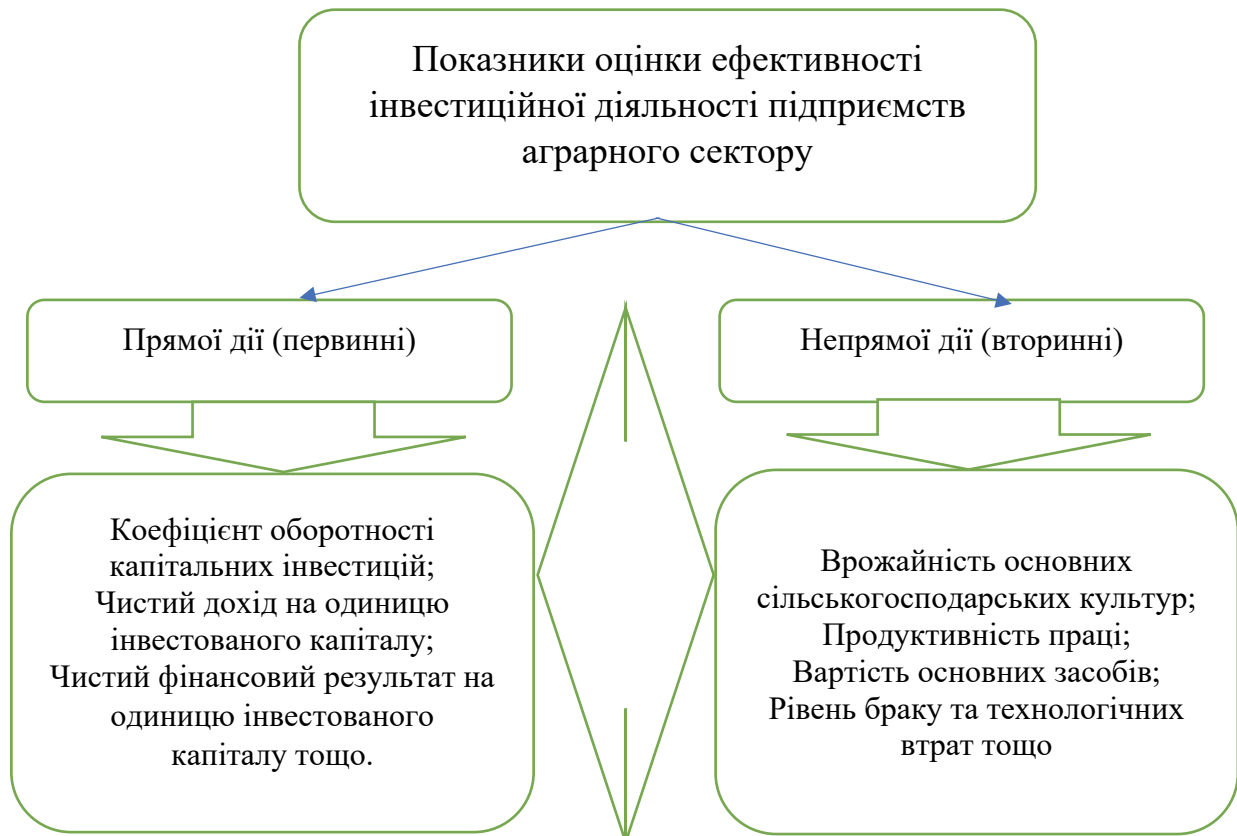 Показники оцінки ефективності
інвестиційної діяльності підприємств
аграрного сектору
Прямої дії (первинні)
Непрямої дії (вторинні)
Коефіцієнт оборотності
капітальних інвестицій;
Чистий дохід на одиницю
інвестованого капіталу;
Чистий фінансовий результат на
одиницю інвестованого
капіталу тощо.
Врожайність основних
сільськогосподарських культур;
Продуктивність праці;
Вартість основних засобів;
Рівень браку та технологічних
втрат тощо